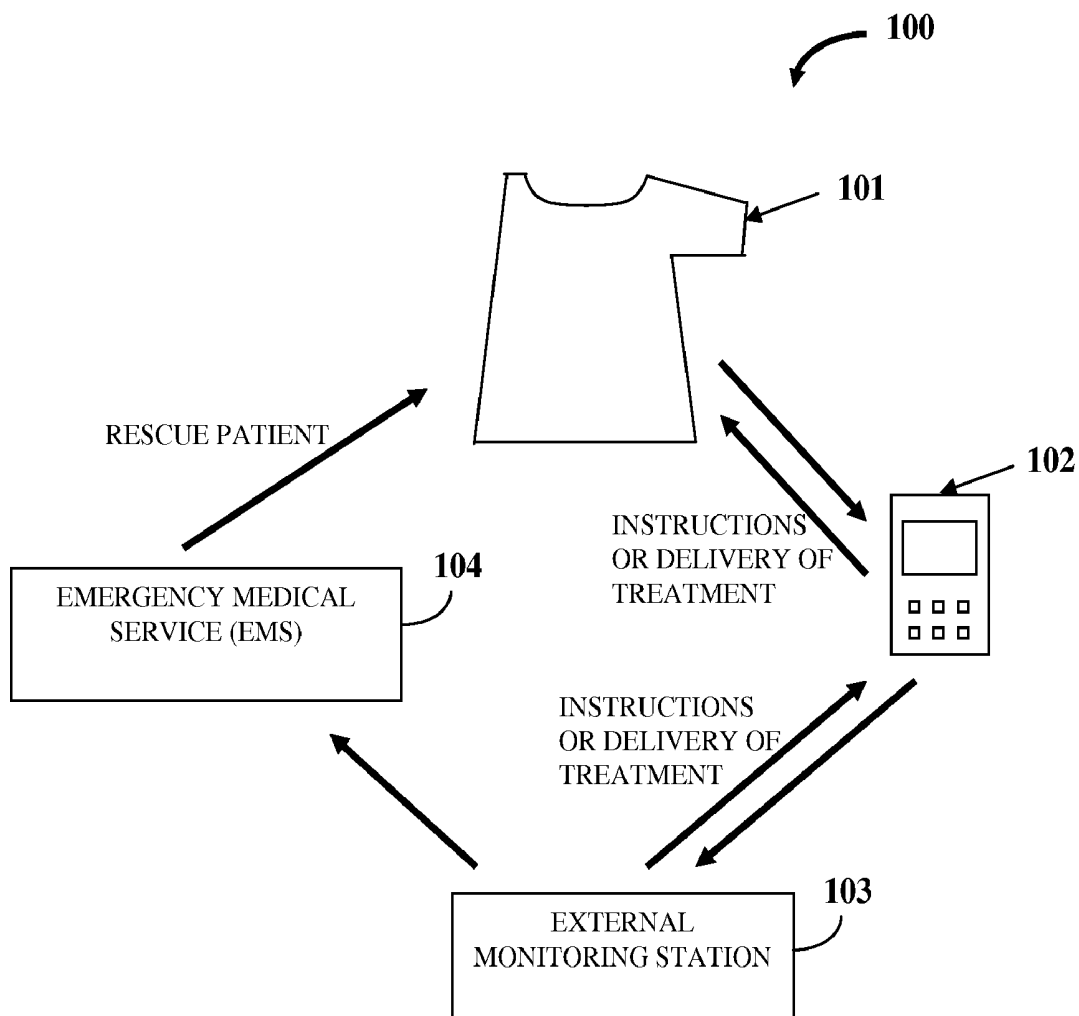 100
101
RESCUE PATIENT
102
INSTRUCTIONS
OR DELIVERY OF
TREATMENT
104
EMERGENCY MEDICAL
SERVICE (EMS)
INSTRUCTIONS
OR DELIVERY OF
TREATMENT
103
EXTERNAL
MONITORING STATION